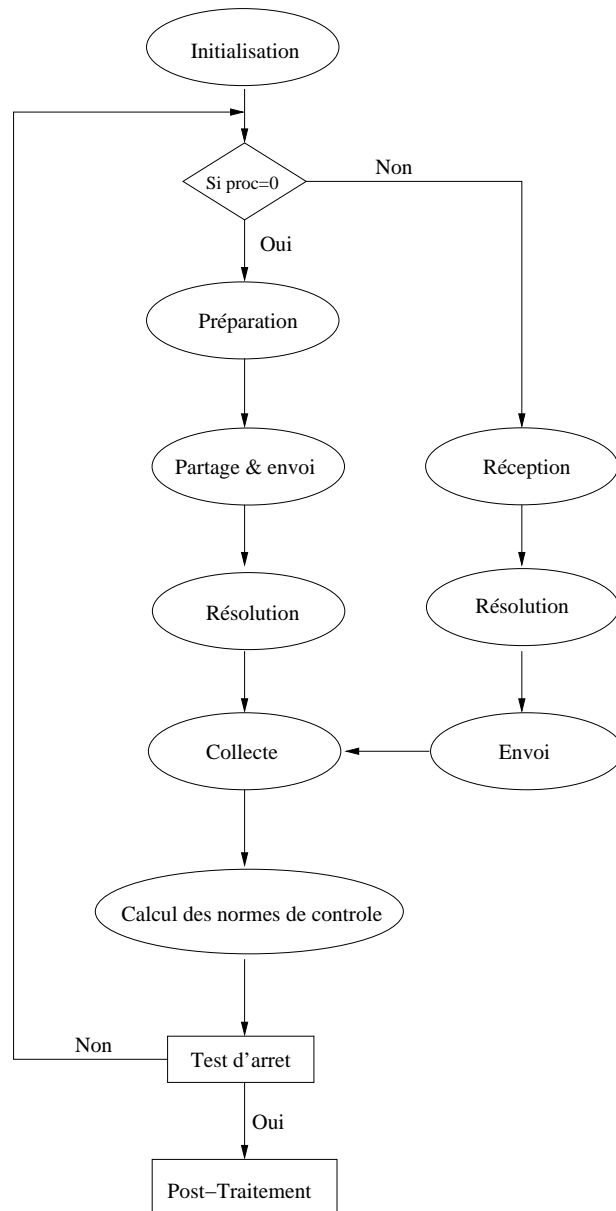 Initialisation
Si proc=0
Non
Oui
Préparation
Partage & envoi
Réception
Résolution
Résolution
Collecte
Envoi
Calcul des normes de controle
Non
Test d'arret
Oui
Post-Traitement